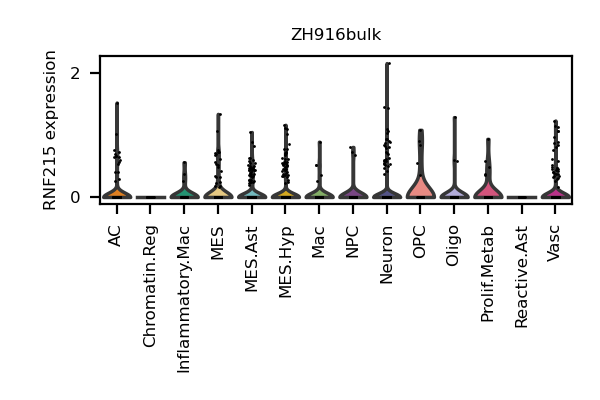 ZH916bulk
RNF215 expression
2
0
AC
Chromatin.Reg
Inflammatory.Mac
MES
MES.Ast
MES.Hyp
Mac
NPC
Neuron
OPC
Oligo
Prolif.Metab
Reactive.Ast
Vasc